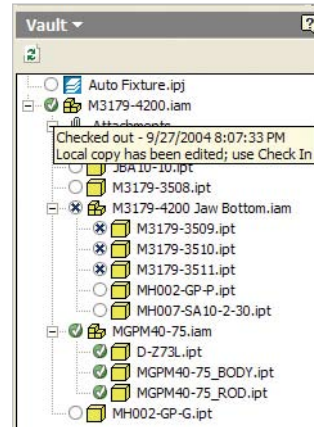 Vault
?
Auto Fixture.ipj
M3179-4200.iam
Attachments
Checked out - 9/27/2004 8:07:33 PM
Local copy has been edited; use Check In
JBA10-10.ipt
M3179-3508.ipt
M3179-4200 Jaw Bottom.iam
M3179-3509.ipt
M3179-3510.ipt
M3179-3511.ipt
MH002-GP-P.ipt
MH007-SA10-2-30.ipt
MGPM40-75.iam
D-Z73L.ipt
MGPM40-75_BODY.ipt
MGPM40-75_ROD.ipt
MH002-GP-G.ipt